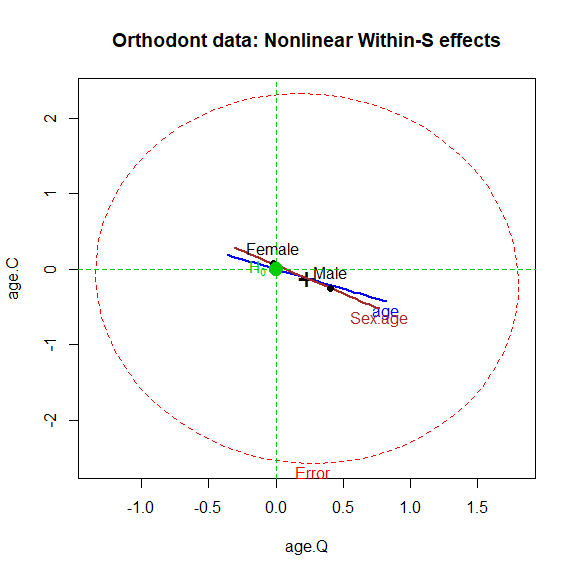 Orthodont data: Nonlinear Within-S effects
2
1
0
-1
-2
age.C
Female
H0
Male
age
Sex:age
Error
-1.0 -0.5 0.0 0.5 1.0 1.5
age.Q